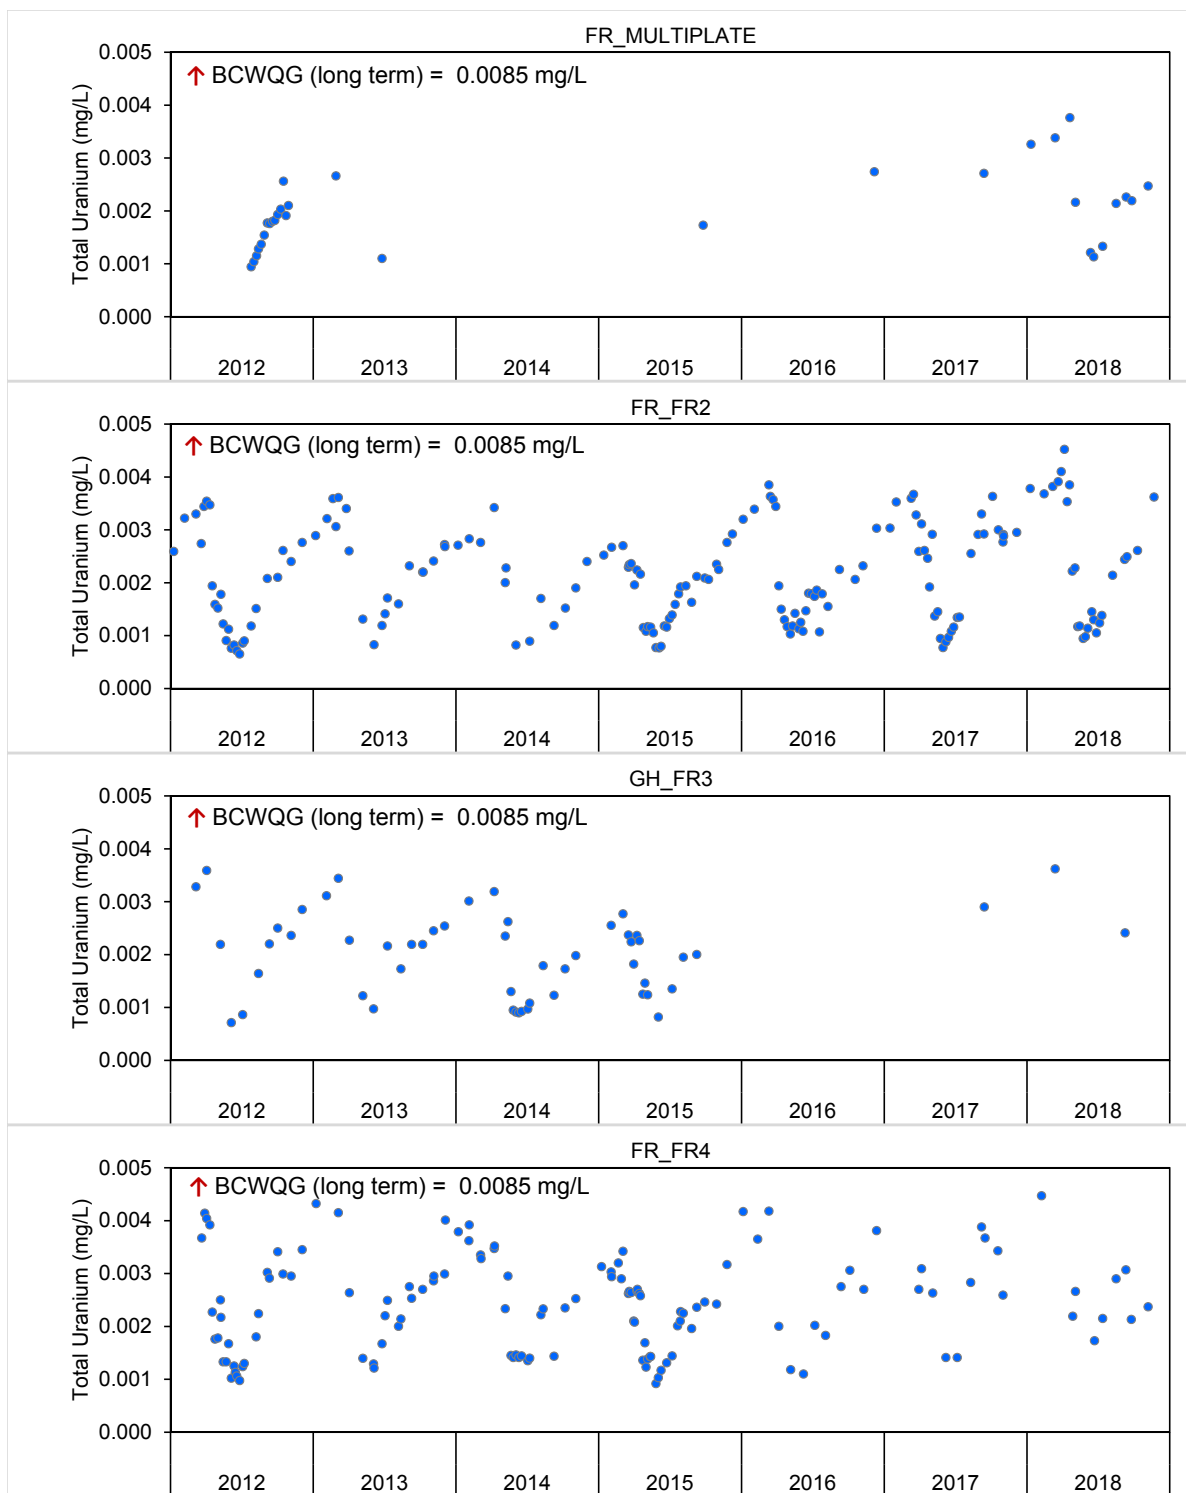 FR_MULTIPLATE
0.005
↑ BCWQG (long term) = 0.0085 mg/L
0.004
0.003
0.002
0.001
0.000
Total Uranium (mg/L)
2012 2013 2014 2015 2016 2017 2018
FR_FR2
0.005
↑ BCWQG (long term) = 0.0085 mg/L
0.004
0.003
0.002
0.001
0.000
Total Uranium (mg/L)
2012 2013 2014 2015 2016 2017 2018
GH_FR3
0.005
↑ BCWQG (long term) = 0.0085 mg/L
0.004
0.003
0.002
0.001
0.000
Total Uranium (mg/L)
2012 2013 2014 2015 2016 2017 2018
FR_FR4
0.005
↑ BCWQG (long term) = 0.0085 mg/L
0.004
0.003
0.002
0.001
0.000
Total Uranium (mg/L)
2012 2013 2014 2015 2016 2017 2018